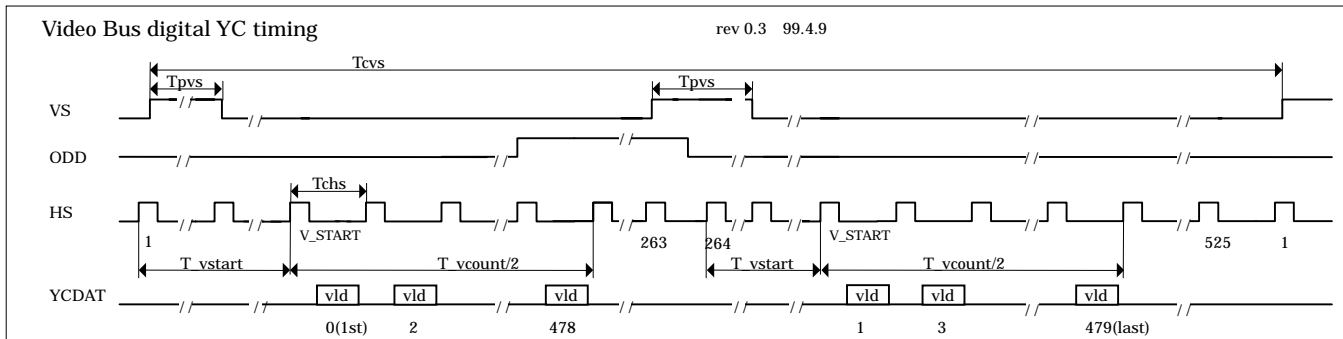 Video Bus digital YC timing rev 0.3 99.4.9
Tcvs
Tpvs Tpvs
VS
ODD
Tchs
HS
V_START V_START
1 263 264 525 1
T_vstart T_vcount/2 T_vstart T_vcount/2
YCDAT vld vld vld vld vld vld
0(1st) 2 478 1 3 479(last)